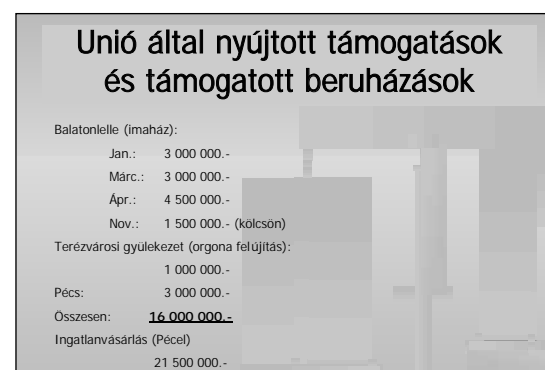 Unió által nyújtott támogatások
és támogatott beruházások
Balatonlelle (imaház):
Jan.: 3 000 000.-
Márc.: 3 000 000.-
Ápr.: 4 500 000.-
Nov.: 1 500 000.- (kölcsön)
Terézvárosi gyülekezet (orgona felújítás):
1 000 000.-
Pécs: 3 000 000.-
Összesen: 16 000 000.-
Ingatlanvásárlás (Pécel)
21 500 000.-